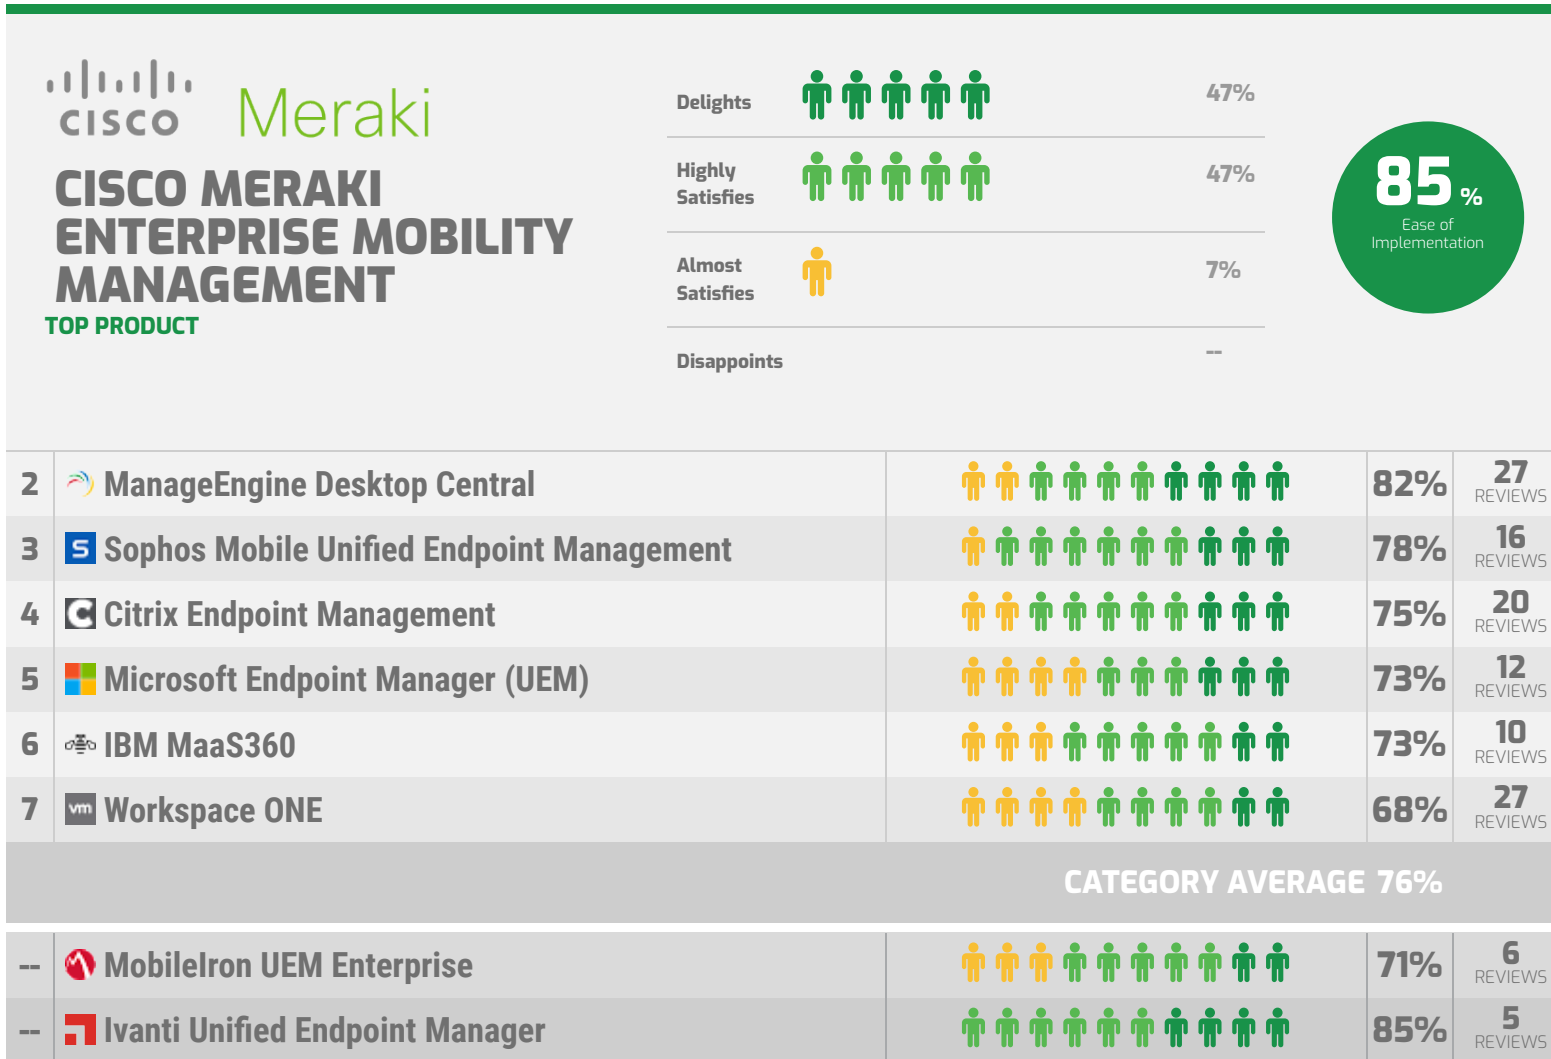 CISCO
Meraki
CISCO MERAKI
ENTERPRISE MOBILITY
MANAGEMENT
TOP PRODUCT
Delights 47%
Highly
Satisfies 47%
Almost
Satisfies 7%
Disappoints --
85 %
Ease of
Implementation
2 ManageEngine Desktop Central 82% 27
REVIEWS
3 S Sophos Mobile Unified Endpoint Management 78% 16
REVIEWS
4 C Citrix Endpoint Management 75% 20
REVIEWS
5 Microsoft Endpoint Manager (UEM) 73% 12
REVIEWS
6 IBM MaaS360 73% 10
REVIEWS
7 vm Workspace ONE 68% 27
REVIEWS
CATEGORY AVERAGE 76%
-- MobileIron UEM Enterprise 71% 6
REVIEWS
-- Ivanti Unified Endpoint Manager 85% 5
REVIEWS